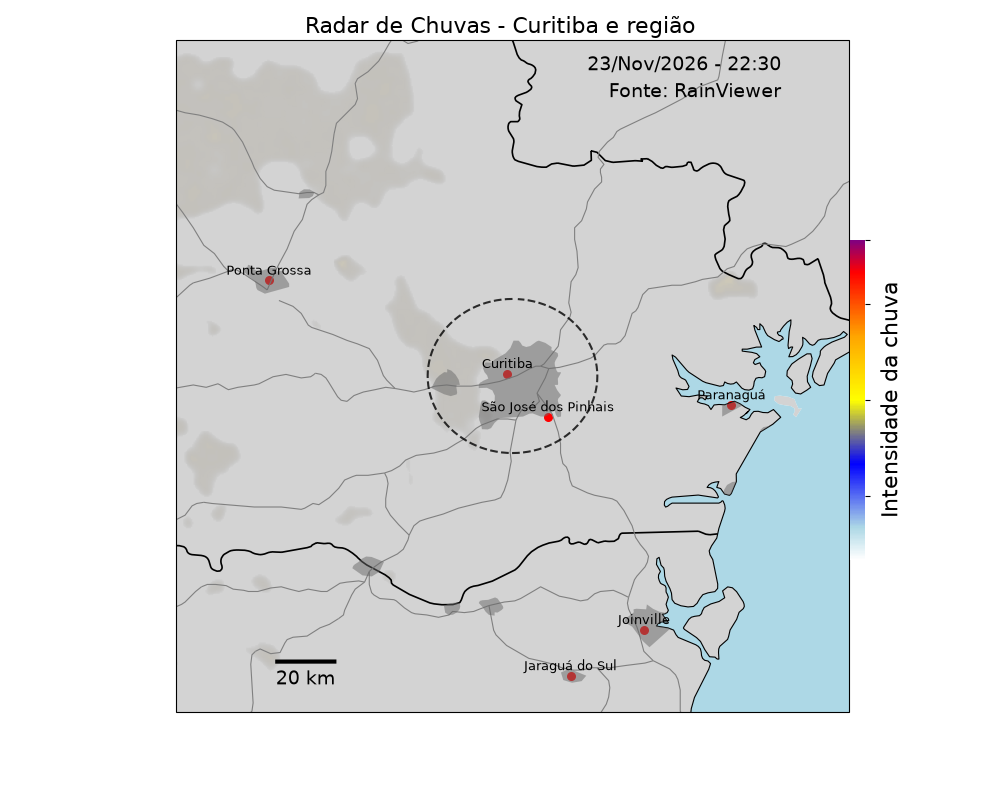 Radar de Chuvas - Curitiba e região
23/Nov/2026 - 22:30
Fonte: RainViewer
Ponta Grossa
Curitiba
São José dos Pinhais
Paranaguá
Intensidade da chuva
Joinville
Jaraguá do Sul
20 km